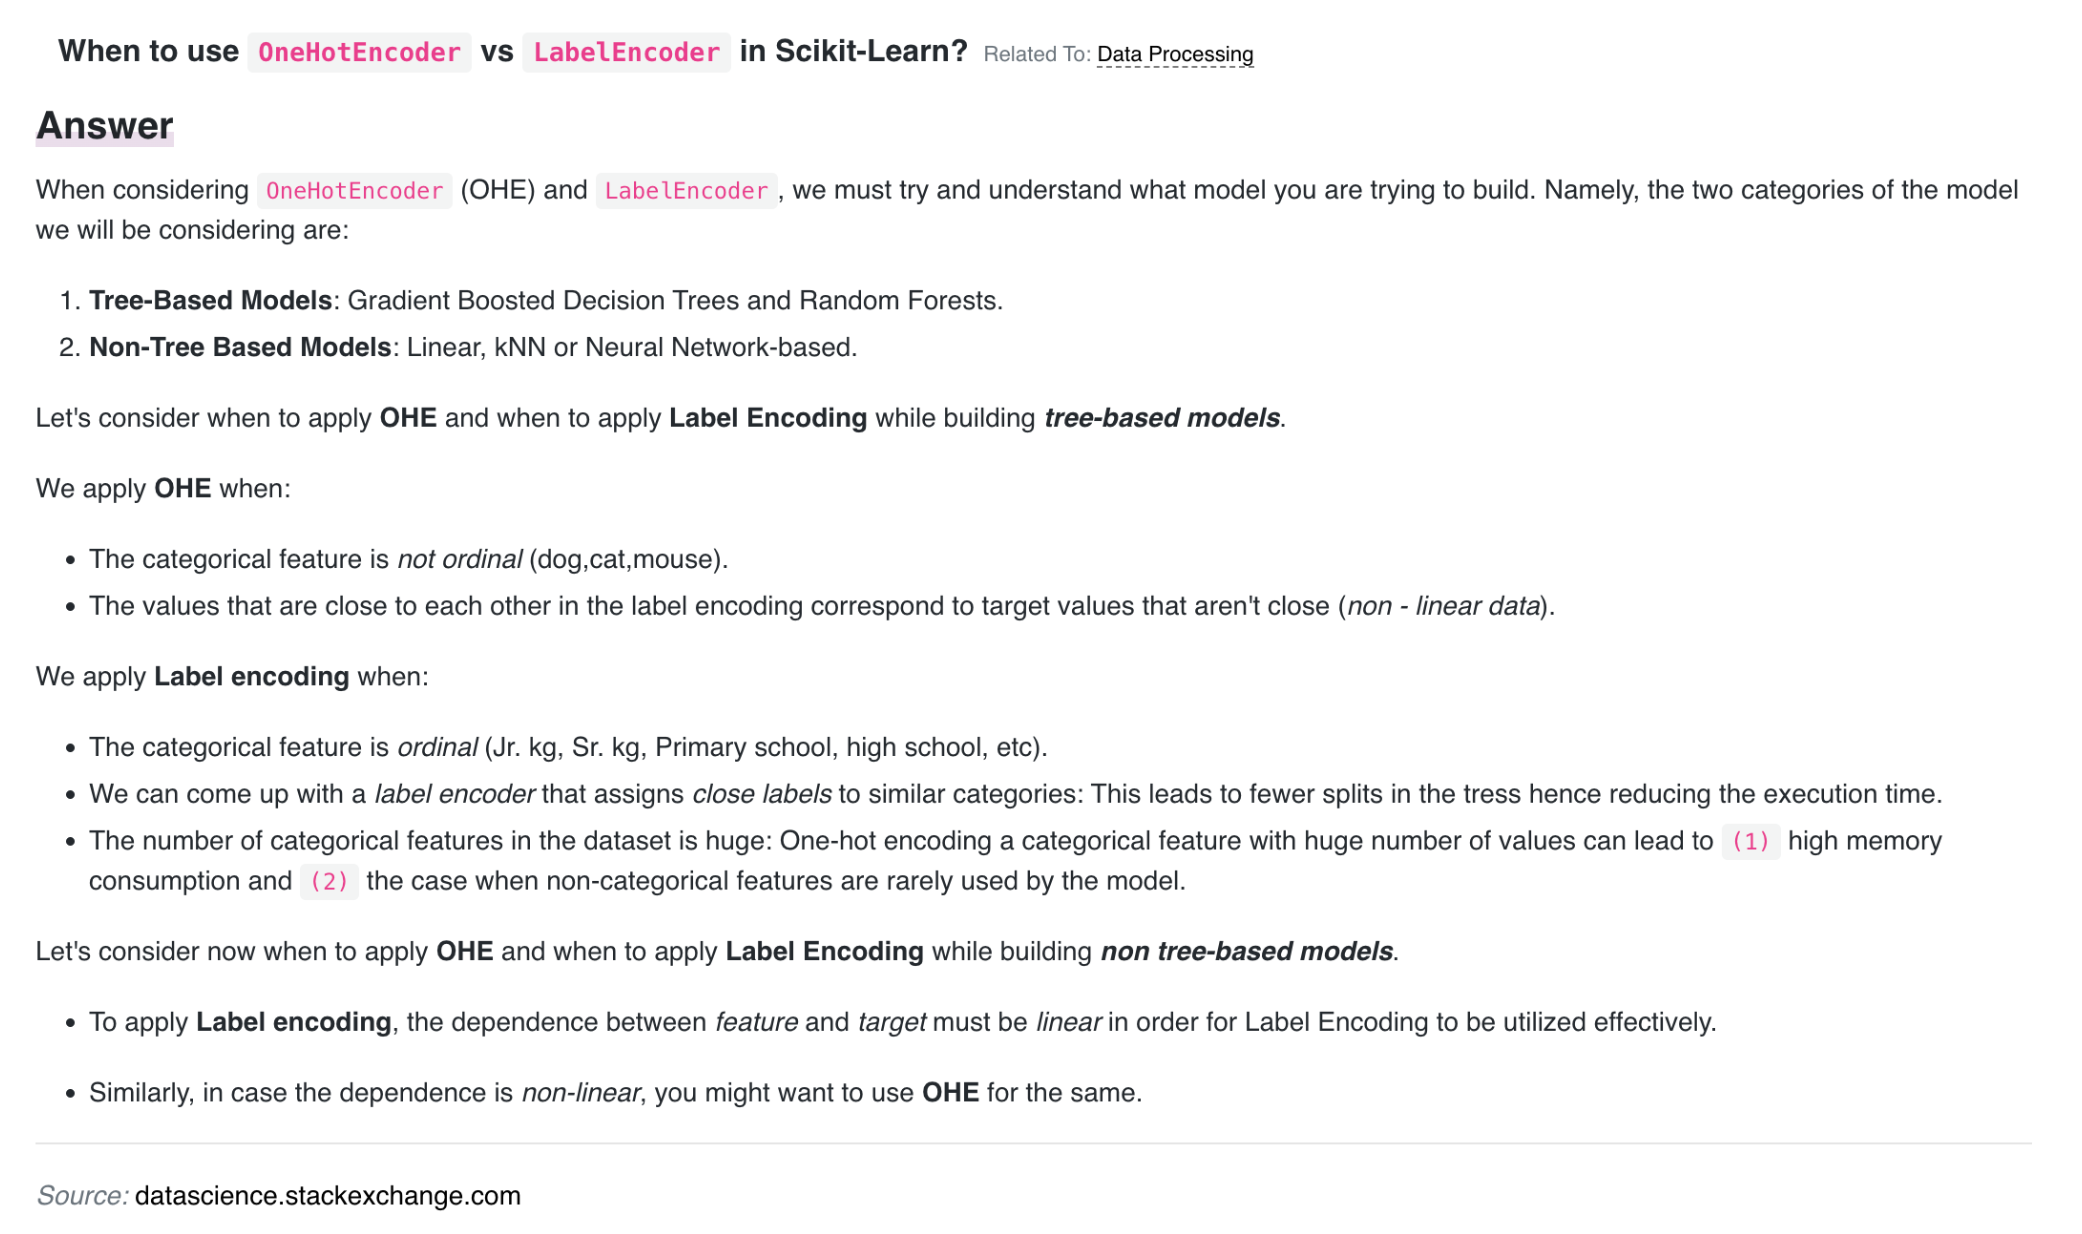 When to use OneHotEncoder vs LabelEncoder in Scikit-Learn? Related To: Data Processing
Answer
When considering OneHotEncoder (OHE) and LabelEncoder, we must try and understand what model you are trying to build. Namely, the two categories of the model
we will be considering are:
1. Tree-Based Models: Gradient Boosted Decision Trees and Random Forests.
2. Non-Tree Based Models: Linear, kNN or Neural Network-based.
Let's consider when to apply OHE and when to apply Label Encoding while building tree-based models.
We apply OHE when:
• The categorical feature is not ordinal (dog,cat,mouse).
• The values that are close to each other in the label encoding correspond to target values that aren't close (non - linear data).
We apply Label encoding when:
• The categorical feature is ordinal (Jr. kg, Sr. kg, Primary school, high school, etc).
• We can come up with a label encoder that assigns close labels to similar categories: This leads to fewer splits in the tress hence reducing the execution time.
• The number of categorical features in the dataset is huge: One-hot encoding a categorical feature with huge number of values can lead to (1) high memory
consumption and (2) the case when non-categorical features are rarely used by the model.
Let's consider now when to apply OHE and when to apply Label Encoding while building non tree-based models.
• To apply Label encoding, the dependence between feature and target must be linear in order for Label Encoding to be utilized effectively.
• Similarly, in case the dependence is non-linear, you might want to use OHE for the same.
Source: datascience.stackexchange.com